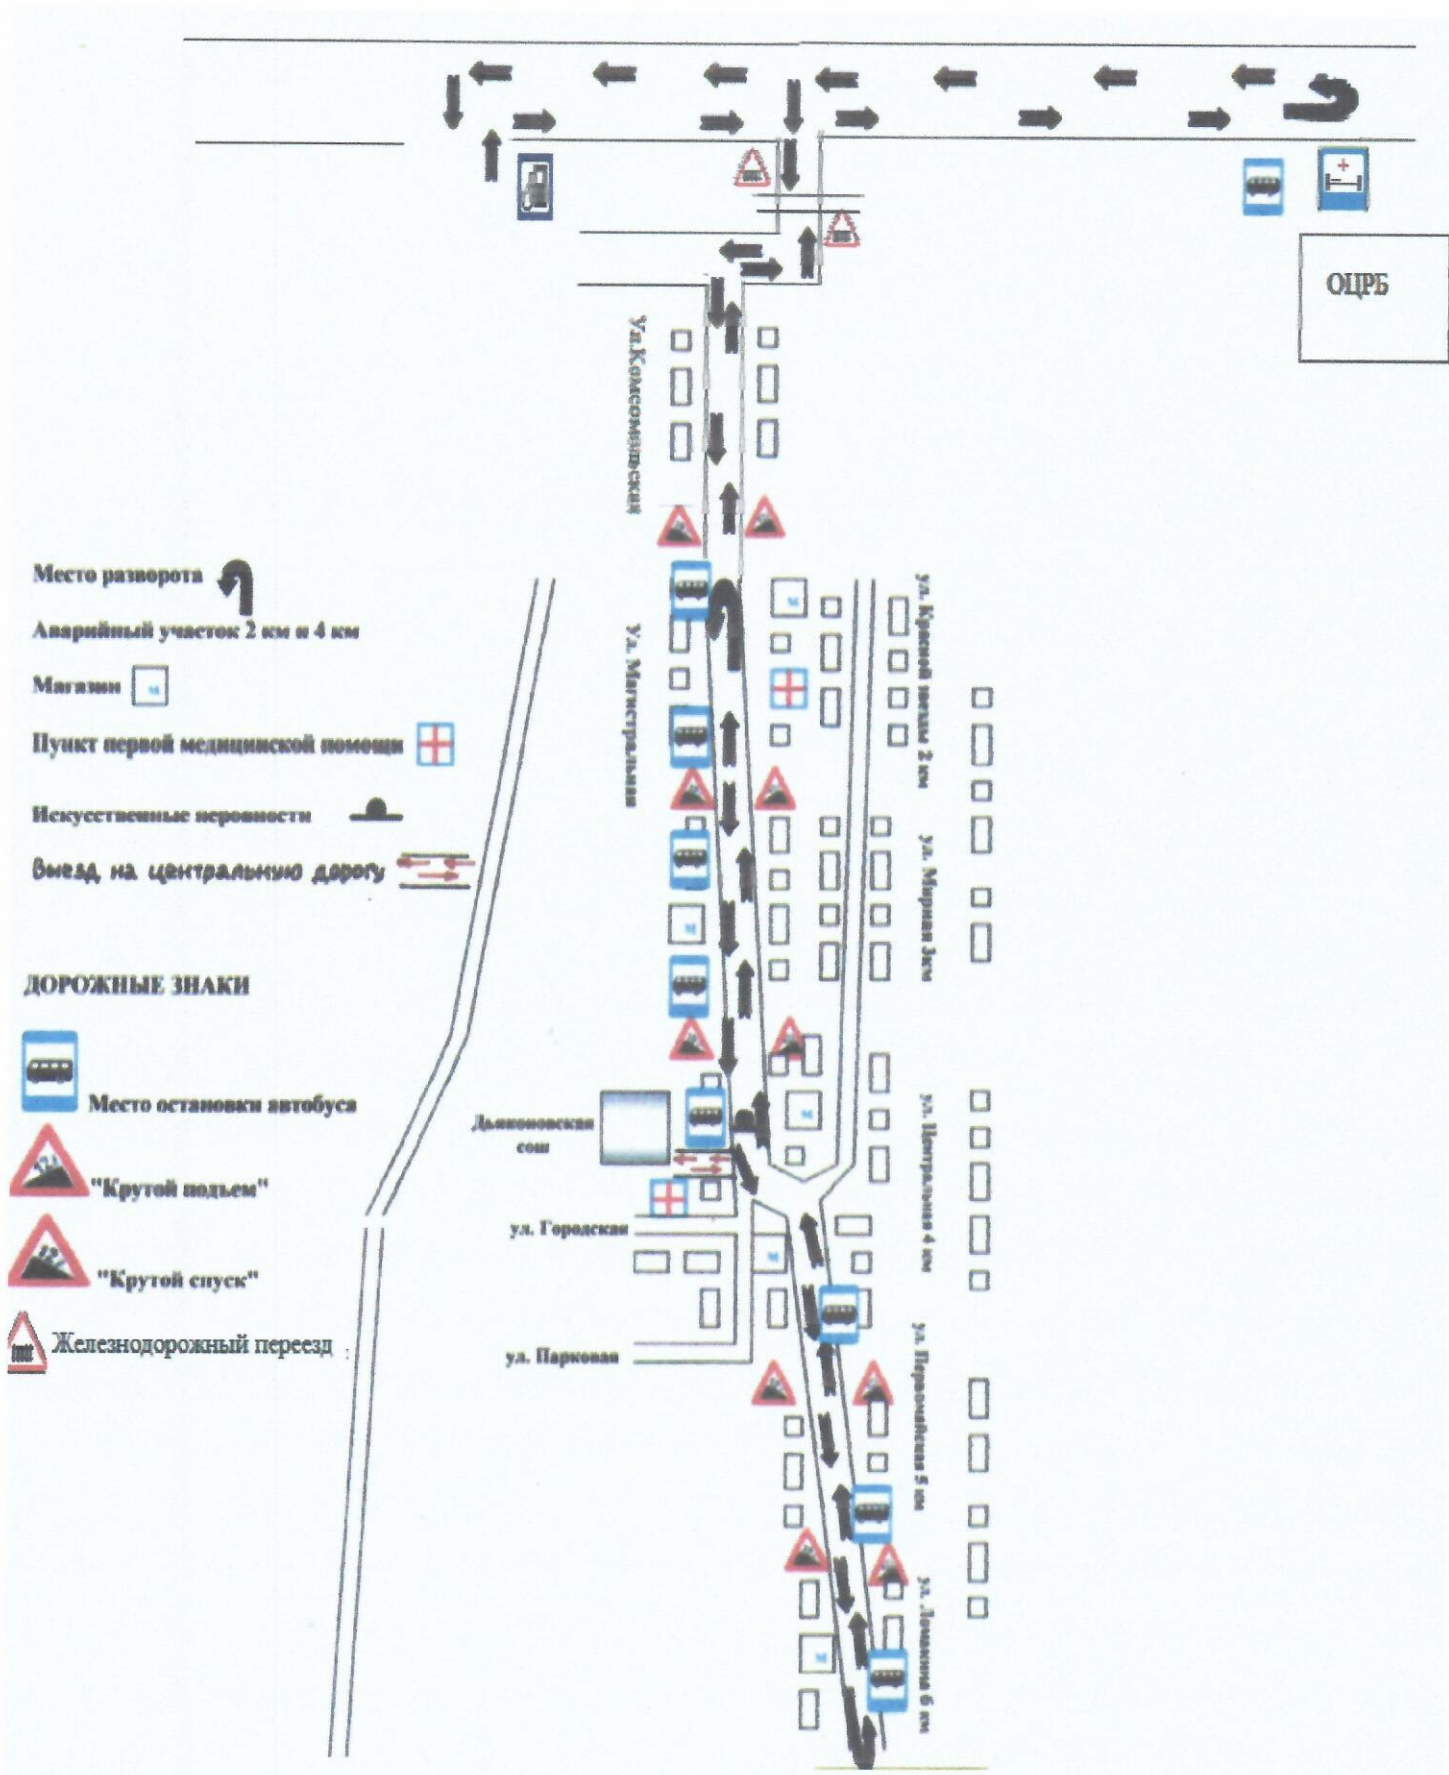 ОЦРБ
Ул.Комсомольская
Место разворота
ул. Красной звезды 2 км
Аварийный участок 2 км и 4 км
Ул. Магистральная
Магазин
м
м
Пункт первой медицинской помощи
Искусственные неровности
ул. Мирная 3км
Выезд на центральную дорогу
м
ДОРОЖНЫЕ ЗНАКИ
Место остановки автобуса
Дьяконовская
сош
м
ул. Центральная 4 км
"Крутой подъем"
ул. Городская
м
"Крутой спуск"
Железнодорожный переезд :
ул. Парковая
ул. Первомайская 5 км
ул. Ломакина 6 км
м